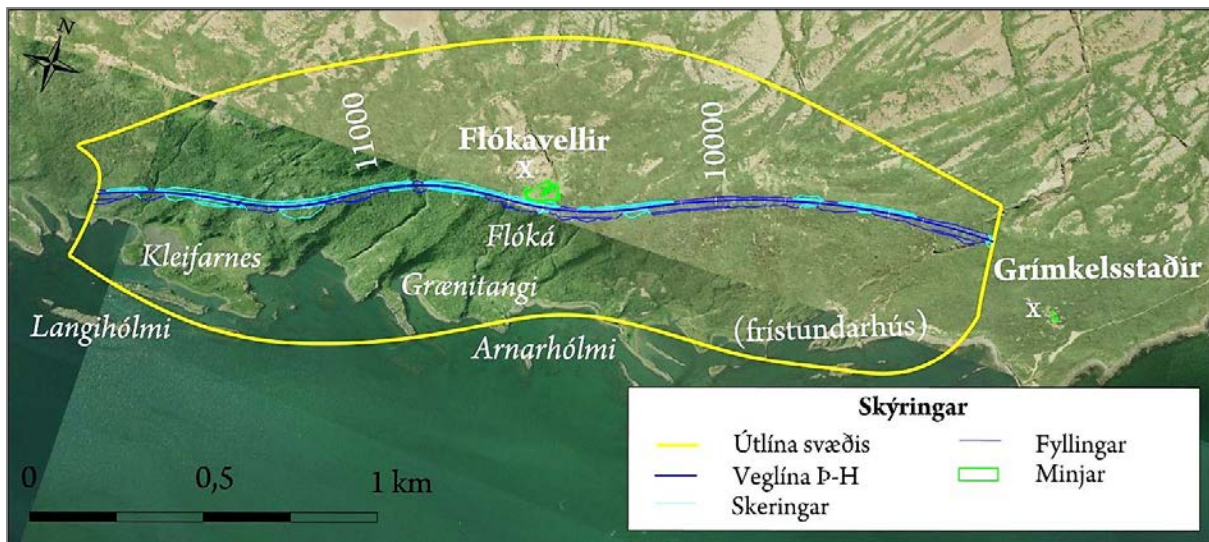 N
11000
Flókavellir
x
10000
Flóká
Kleifarnes
Grænitangi
Grímkelsstaðir
x
Langihólmi
Arnarhólmi
(frístundarhús)
0
0,5
1 km
Skýringar
Útlína svæðis
Fyllingar
Veglína Þ-H
Minjar
Skeringar